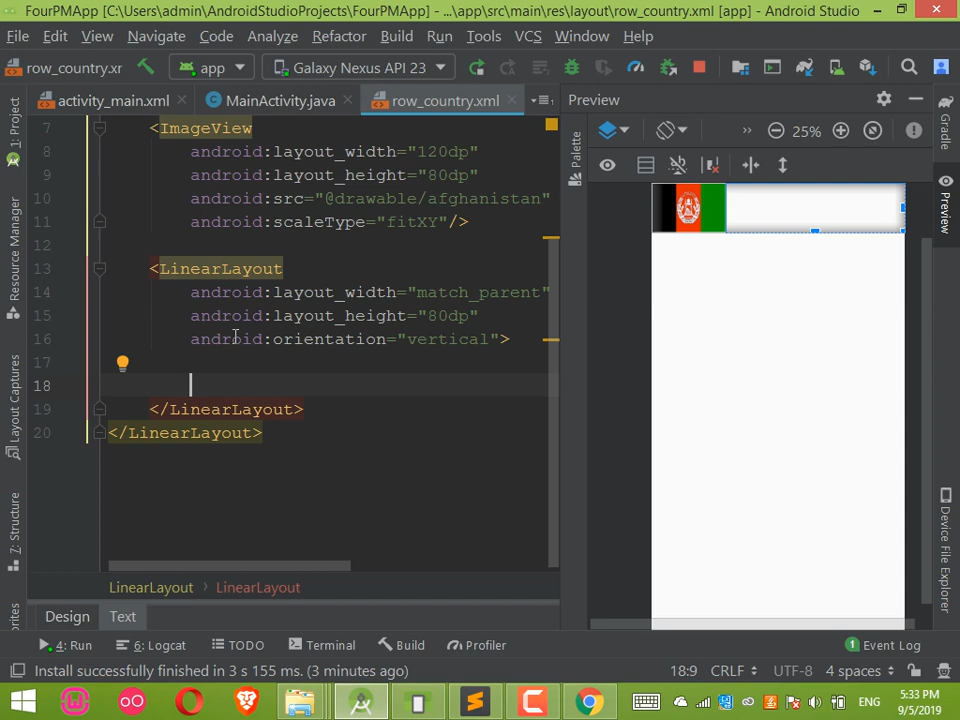 FourPMApp [C:\Users\admin\AndroidStudioProjects\FourPMApp] - ...\app\src\main\res\layout\row_country.xml [app] - Android Studio
File Edit View Navigate Code Analyze Refactor Build Run Tools VCS Window Help
row_country.xr app Galaxy Nexus API 23
activity_main.xml MainActivity.java row_country.xml Preview
25%
1: Project
Resource Manager
Layout Captures
7: Structure
Palette
Gradle
Preview
Device File Explorer
7 <ImageView
8 android:layout_width="120dp"
9 android:layout_height="80dp"
10 android:src="@drawable/afghanistan"
11 android:scaleType="fitXY"/>
12
13 <LinearLayout
14 android:layout_width="match_parent"
15 android:layout_height="80dp"
16 android:orientation="vertical">
17
18
19 </LinearLayout>
20 </LinearLayout>
LinearLayout › LinearLayout
Design Text
4: Run 6: Logcat TODO Terminal Build Profiler 1 Event Log
Install successfully finished in 3 s 155 ms. (3 minutes ago) 18:9 CRLF UTF-8 4 spaces
ENG 5:33 PM
9/5/2019